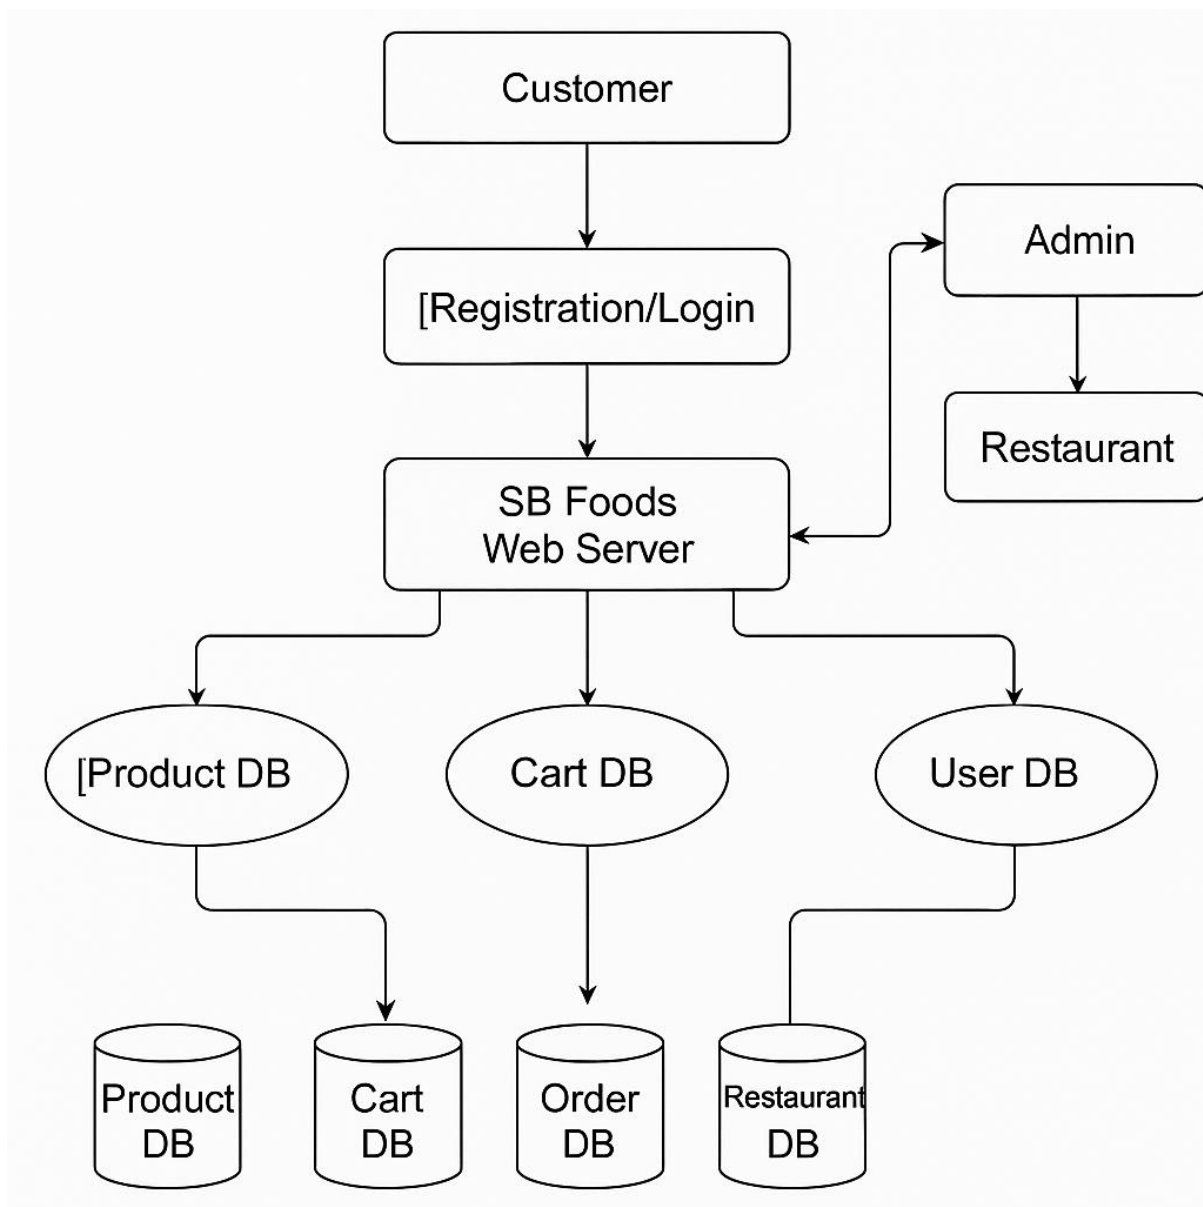 Customer
Admin
[Registration/Login
Restaurant
SB Foods
Web Server
[Product DB
Cart DB
User DB
Product
DB
Cart
DB
Order
DB
Restaurant
DB